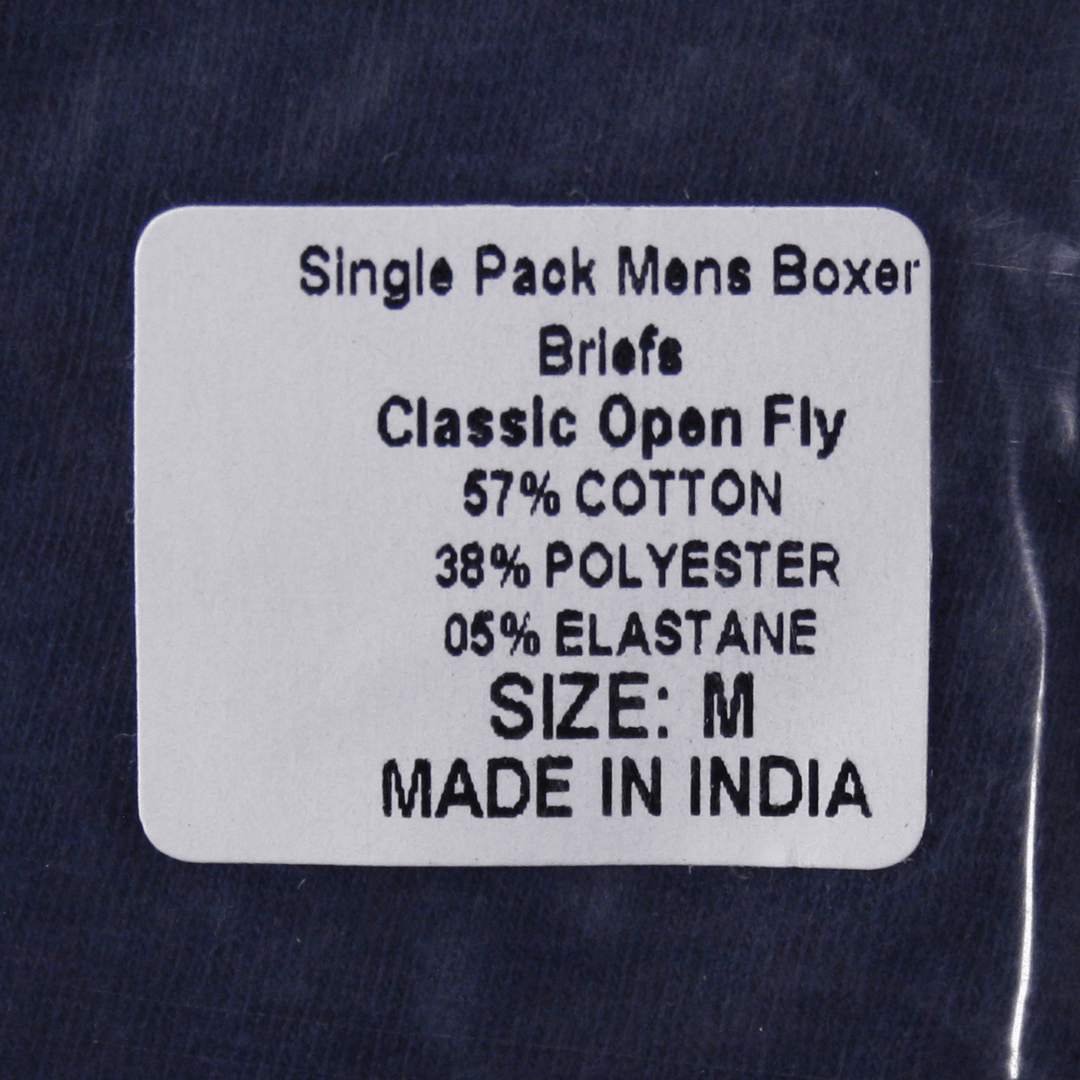 Single Pack Mens Boxer
Briefs
Classic Open Fly
57% COTTON
38% POLYESTER
05% ELASTANE
SIZE: M
MADE IN INDIA